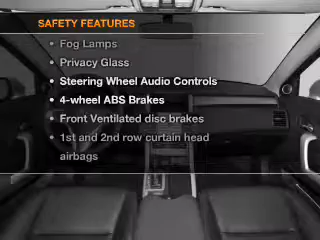 SAFETY FEATURES
• Fog Lamps
• Privacy Glass
• Steering Wheel Audio Controls
• 4-wheel ABS Brakes
• Front Ventilated disc brakes
• 1st and 2nd row curtain head
airbags